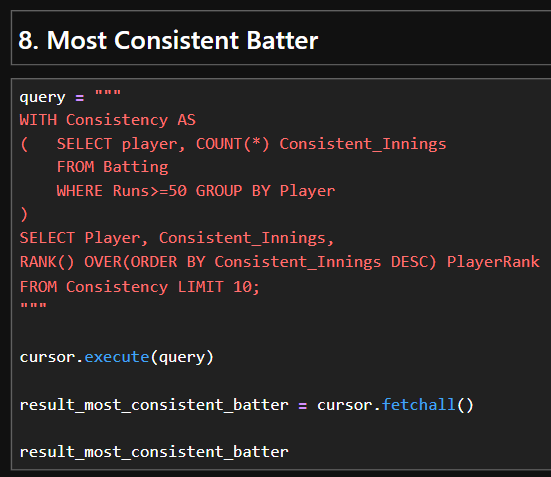 8. Most Consistent Batter
query = """
WITH Consistency AS
(   SELECT player, COUNT(*) Consistent_Innings
    FROM Batting
    WHERE Runs>=50 GROUP BY Player
)
SELECT Player, Consistent_Innings,
RANK() OVER(ORDER BY Consistent_Innings DESC) PlayerRank
FROM Consistency LIMIT 10;
"""
cursor.execute(query)
result_most_consistent_batter = cursor.fetchall()
result_most_consistent_batter